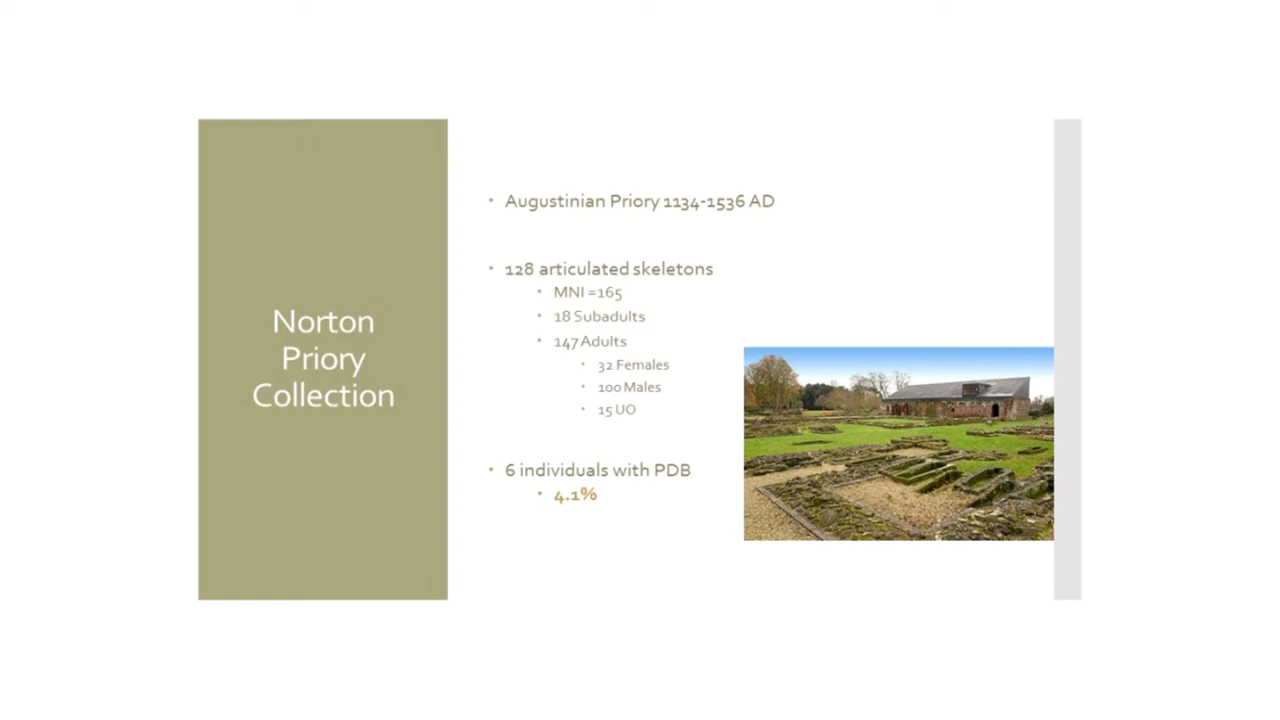 Norton
Priory
Collection
• Augustinian Priory 1134-1536 AD
• 128 articulated skeletons
• MNI =165
• 18 Subadults
• 147 Adults
• 32 Females
• 100 Males
• 15 UO
• 6 individuals with PDB
• 4.1%